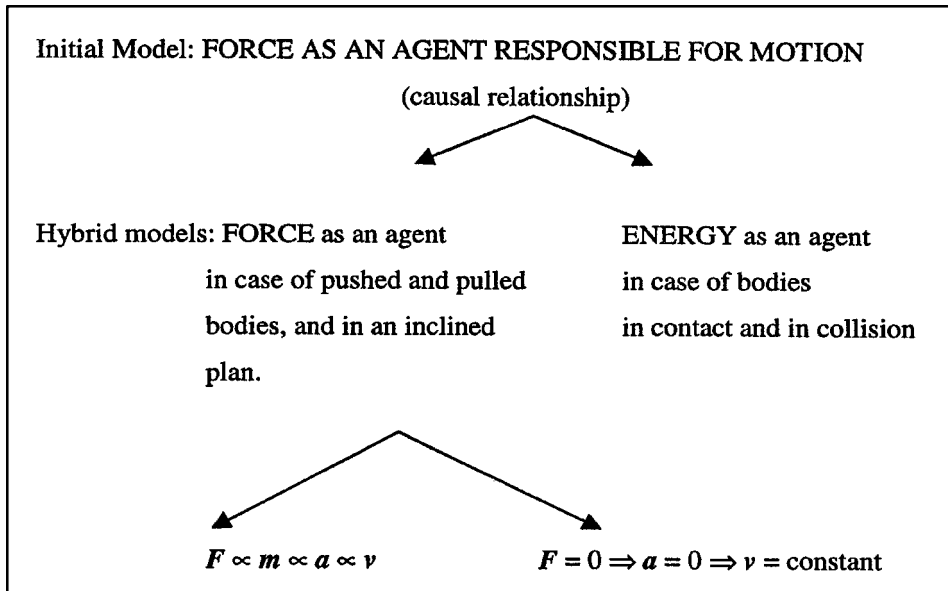 Initial Model: FORCE AS AN AGENT RESPONSIBLE FOR MOTION
(causal relationship)
Hybrid models: FORCE as an agent
in case of pushed and pulled
bodies, and in an inclined
plan.
ENERGY as an agent
in case of bodies
in contact and in collision
F ∝ m ∝ a ∝ v
F = 0 ⇒ a = 0 ⇒ v = constant